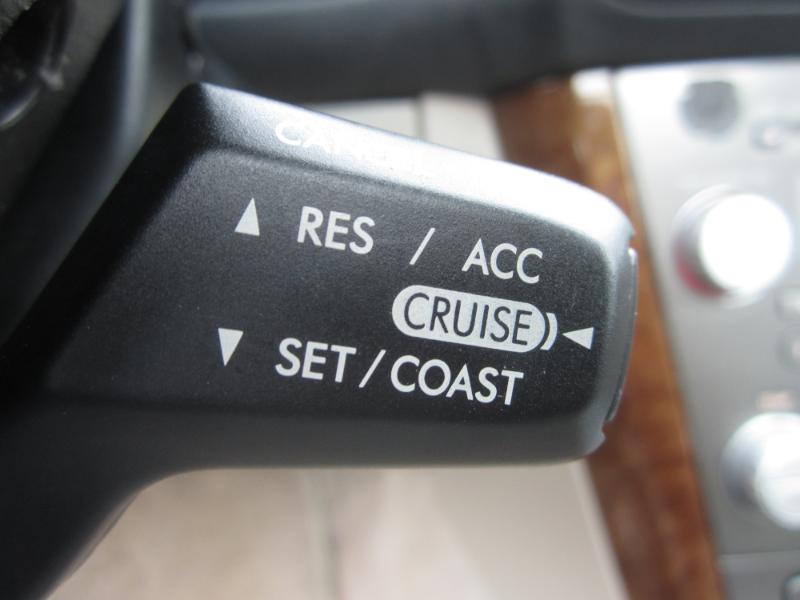 RES / ACC
CRUISE
SET/COAST